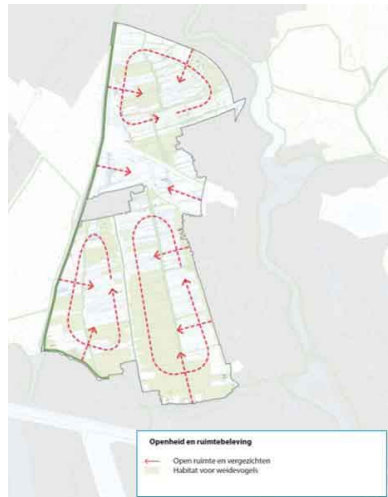 Openheid en ruimtebeleving
Open ruimte en vergezichten
Habitat voor weidevogels